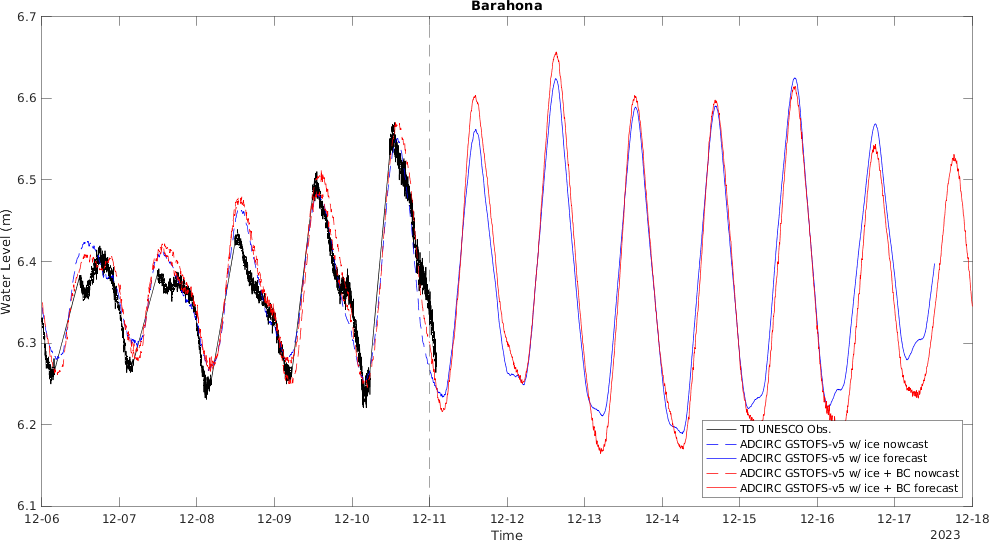 Barahona
6.7
6.6
6.5
6.4
6.3
6.2
6.1
Water Level (m)
TD UNESCO Obs.
ADCIRC GSTOFS-v5 w/ ice nowcast
ADCIRC GSTOFS-v5 w/ ice forecast
ADCIRC GSTOFS-v5 w/ ice + BC nowcast
ADCIRC GSTOFS-v5 w/ ice + BC forecast
12-06 12-07 12-08 12-09 12-10 12-11 12-12 12-13 12-14 12-15 12-16 12-17 12-18
Time
2023